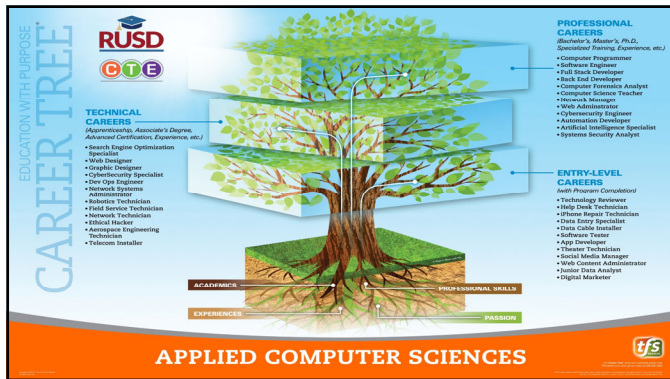 EDUCATION WITH PURPOSE
CAREER TREE®
RUSD
CTE
TECHNICAL
CAREERS
(Apprenticeship, Associate's Degree,
Advanced Certification, Experience, etc.)
• Search Engine Optimization
Specialist
• Web Designer
• Graphic Designer
• CyberSecurity Specialist
• Dev Ops Engineer
• Network Systems
Administrator
• Robotics Technician
• Field Service Technician
• Network Technician
• Ethical Hacker
• Aerospace Engineering
Technician
• Telecom Installer
PROFESSIONAL
CAREERS
(Bachelor's, Master's, Ph.D.,
Specialized Training, Experience, etc.)
• Computer Programmer
• Software Engineer
• Full Stack Developer
• Back End Developer
• Computer Forensics Analyst
• Computer Science Teacher
• Network Manager
• Web Adminstrator
• Cybersecurity Engineer
• Automation Developer
• Artificial Intelligence Specialist
• Systems Security Analyst
ENTRY-LEVEL
CAREERS
(with Program Completion)
• Technology Reviewer
• Help Desk Technician
• iPhone Repair Technician
• Data Entry Specialist
• Data Cable Installer
• Software Tester
• App Developer
• Theater Technician
• Social Media Manager
• Web Content Administrator
• Junior Data Analyst
• Digital Marketer
ACADEMICS
PROFESSIONAL SKILLS
EXPERIENCES
PASSION
APPLIED COMPUTER SCIENCES
tfs